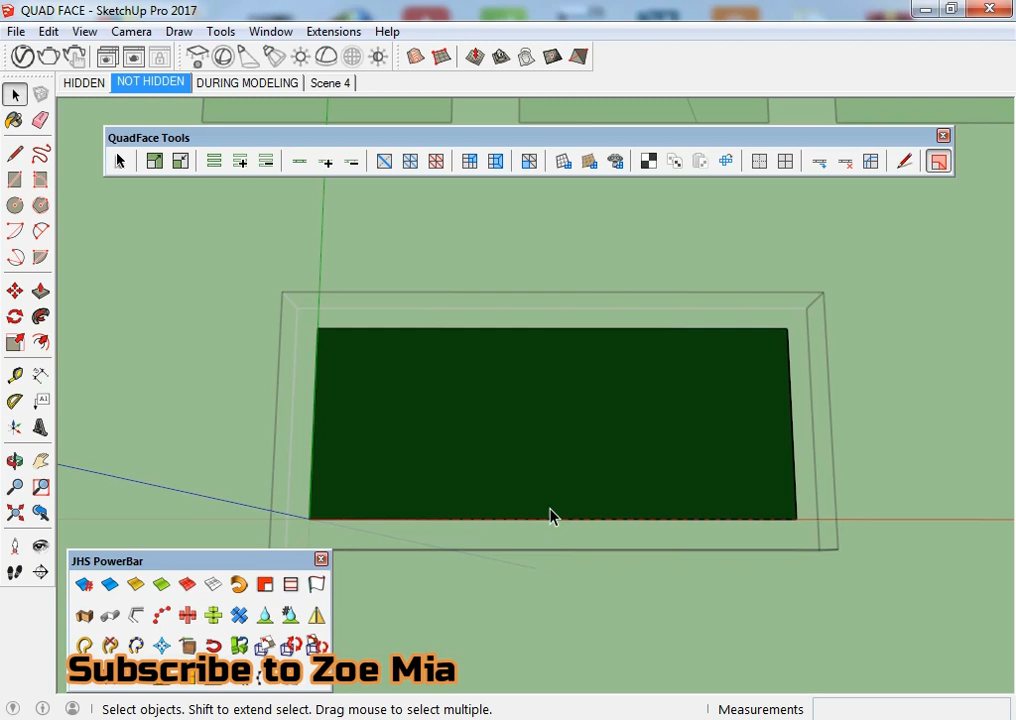 QUAD FACE - SketchUp Pro 2017
File Edit View Camera Draw Tools Window Extensions Help
HIDDEN NOT HIDDEN DURING MODELING Scene 4
QuadFace Tools
JHS PowerBar
Subscribe to Zoe Mia
Select objects. Shift to extend select. Drag mouse to select multiple. Measurements